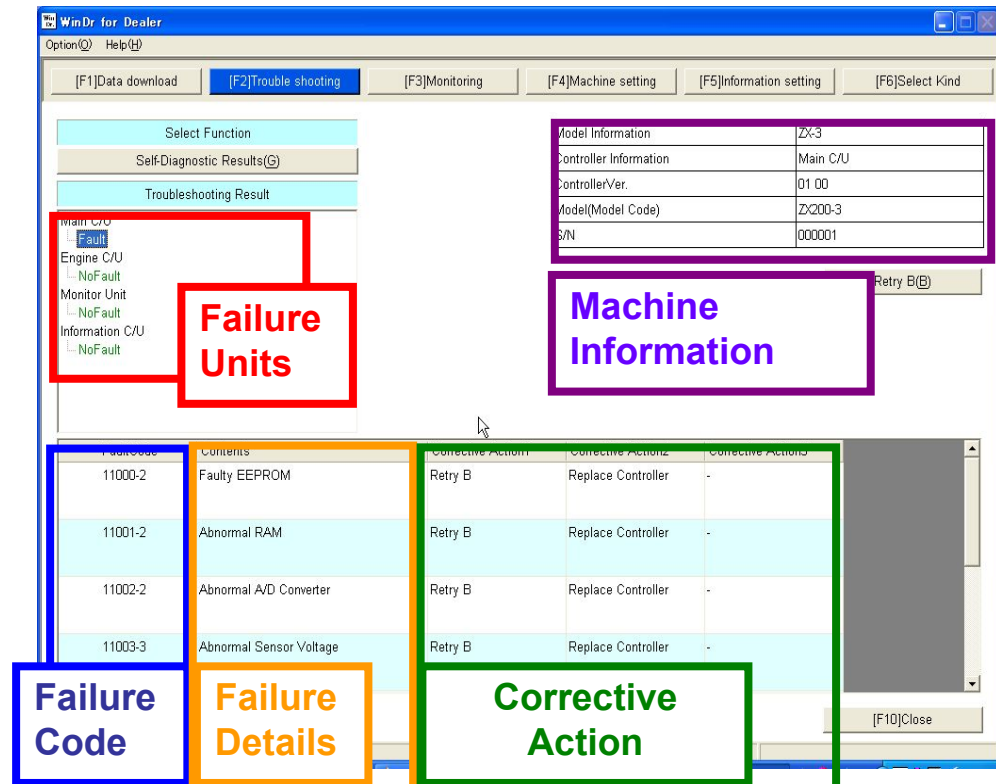 WinDr for Dealer
Option(O) Help(H)
[F1]Data download [F2]Trouble shooting [F3]Monitoring [F4]Machine setting [F5]Information setting [F6]Select Kind
Select Function
Self-Diagnostic Results(G)
Troubleshooting Result
Main C/U
Fault
Engine C/U
NoFault
Monitor Unit
NoFault
Information C/U
NoFault
Failure
Units
Model Information ZX-3
Controller Information Main C/U
ControllerVer. 01 00
Model(Model Code) ZX200-3
S/N 000001
Retry B(B)
Machine
Information
FaultCode Contents Corrective Action1 Corrective Action2 Corrective Action3
11000-2 Faulty EEPROM Retry B Replace Controller -
11001-2 Abnormal RAM Retry B Replace Controller -
11002-2 Abnormal A/D Converter Retry B Replace Controller -
11003-3 Abnormal Sensor Voltage Retry B Replace Controller -
Failure
Code
Failure
Details
Corrective
Action
[F10]Close